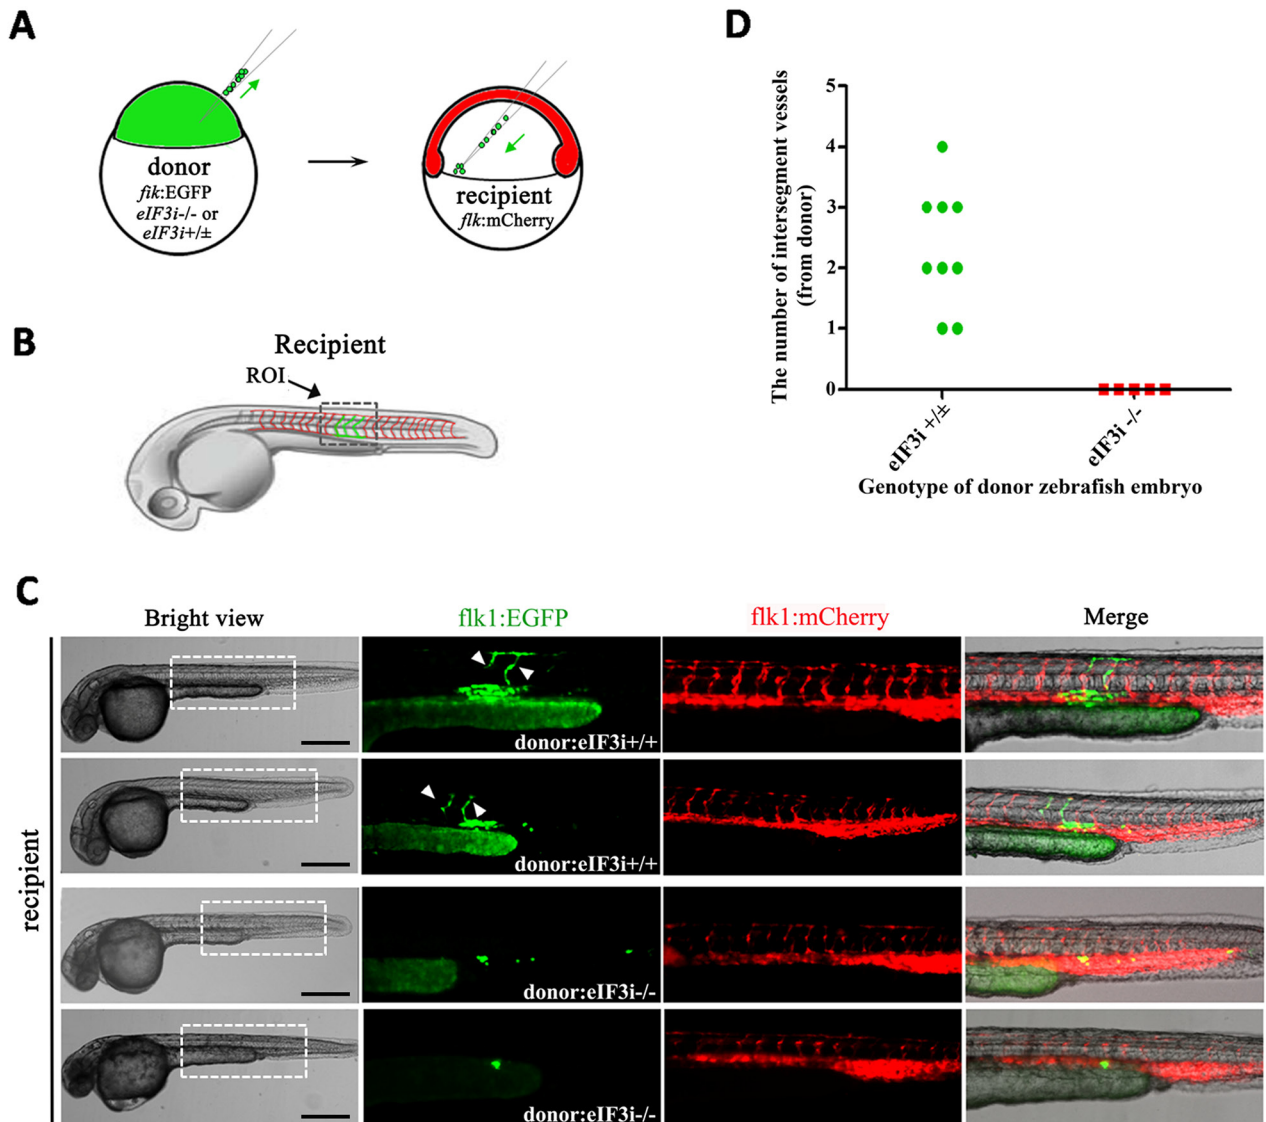 A
donor
fik:EGFP
eIF3i-/- or
eIF3i+/±
recipient
flk:mCherry
B
Recipient
ROI
D
The number of intersegment vessels
(from donor)
5
4
3
2
1
0
eIF3i +/±
eIF3i -/-
Genotype of donor zebrafish embryo
C
Bright view
flk1:EGFP
flk1:mCherry
Merge
recipient
donor:eIF3i+/+
donor:eIF3i+/+
donor:eIF3i-/-
donor:eIF3i-/-